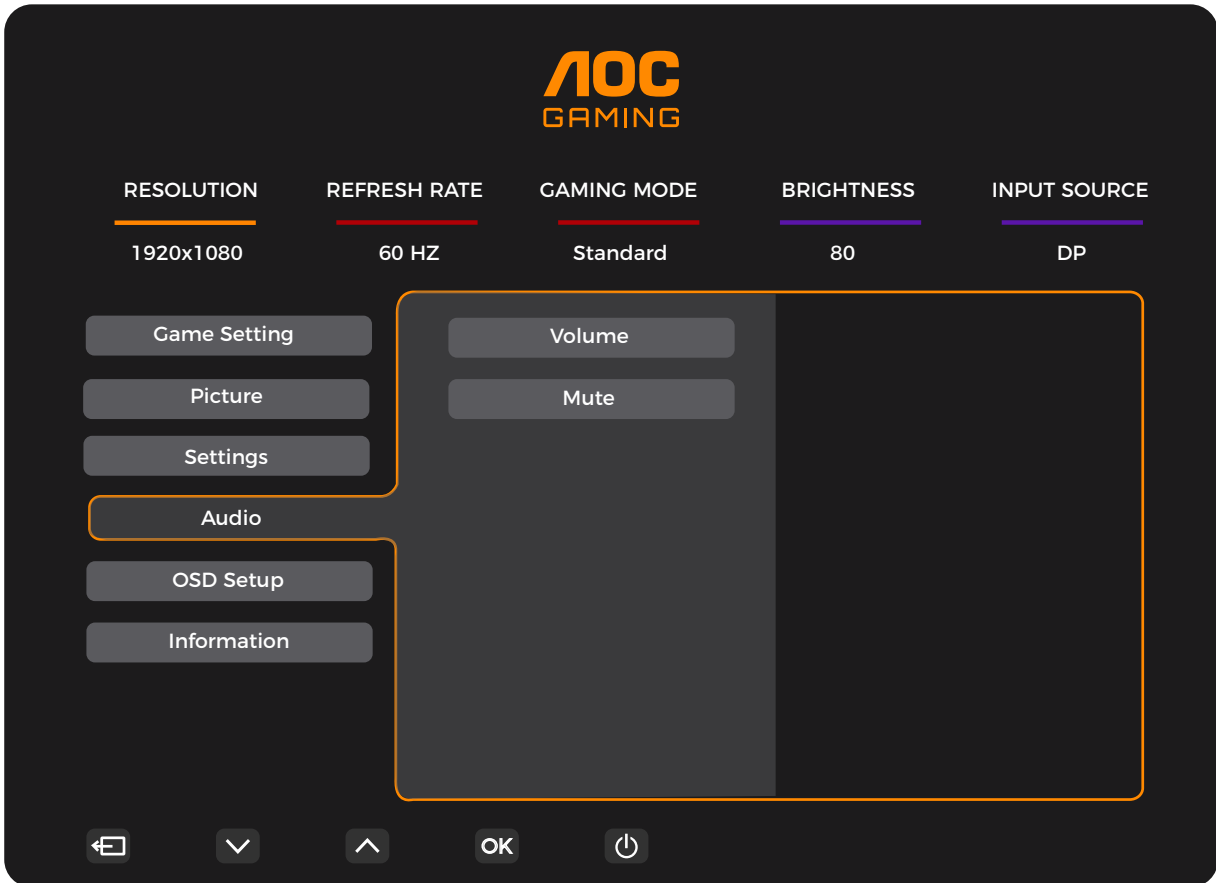 AOC
GAMING
RESOLUTION REFRESH RATE GAMING MODE BRIGHTNESS INPUT SOURCE
1920x1080 60 HZ Standard 80 DP
Game Setting Volume
Picture Mute
Settings
Audio
OSD Setup
Information
OK